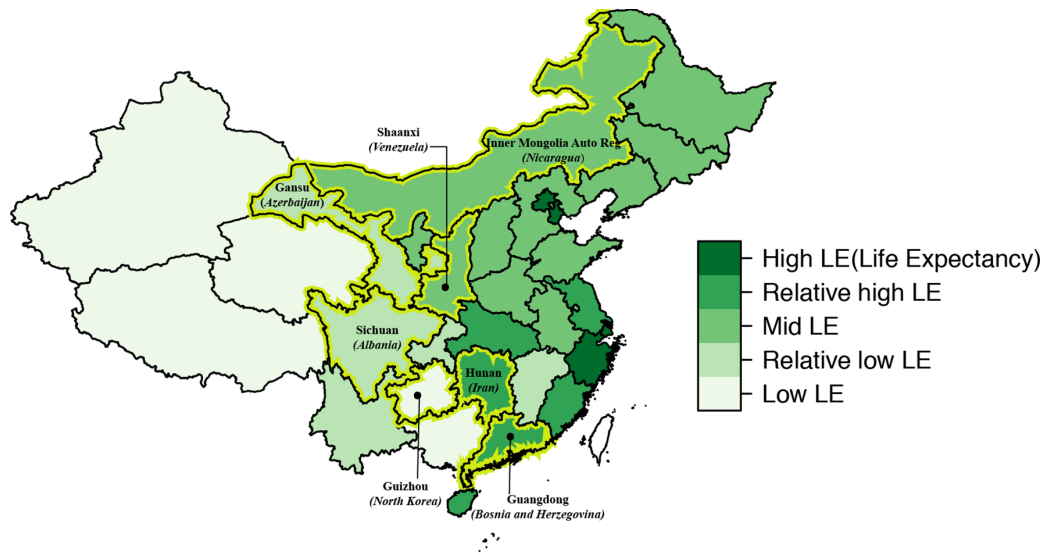 Shaanxi
(Venezuela)
Inner Mongolia Auto Reg
(Nicaragua)
Gansu
(Azerbaijan)
High LE(Life Expectancy)
Relative high LE
Mid LE
Relative low LE
Low LE
Sichuan
(Albania)
Hunan
(Iran)
Guizhou
(North Korea)
Guangdong
(Bosnia and Herzegovina)